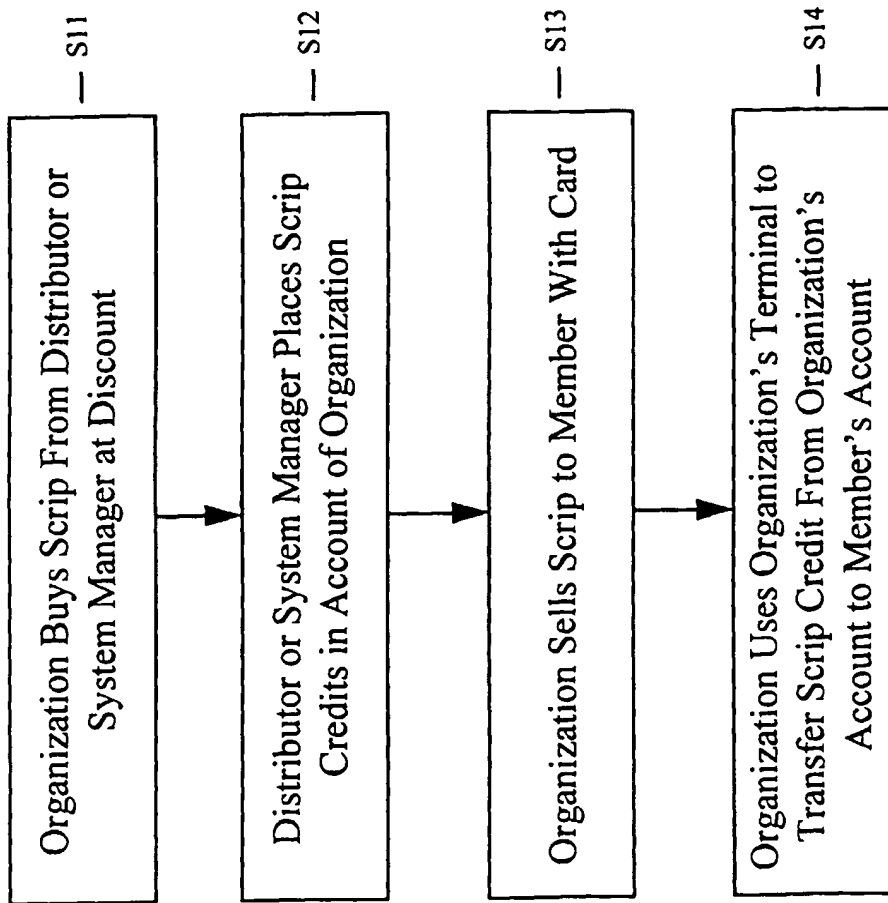 Organization Buys Scrip From Distributor or
System Manager at Discount
S11
Distributor or System Manager Places Scrip
Credits in Account of Organization
S12
Organization Sells Scrip to Member With Card
S13
Organization Uses Organization's Terminal to
Transfer Scrip Credit From Organization's
Account to Member's Account
S14